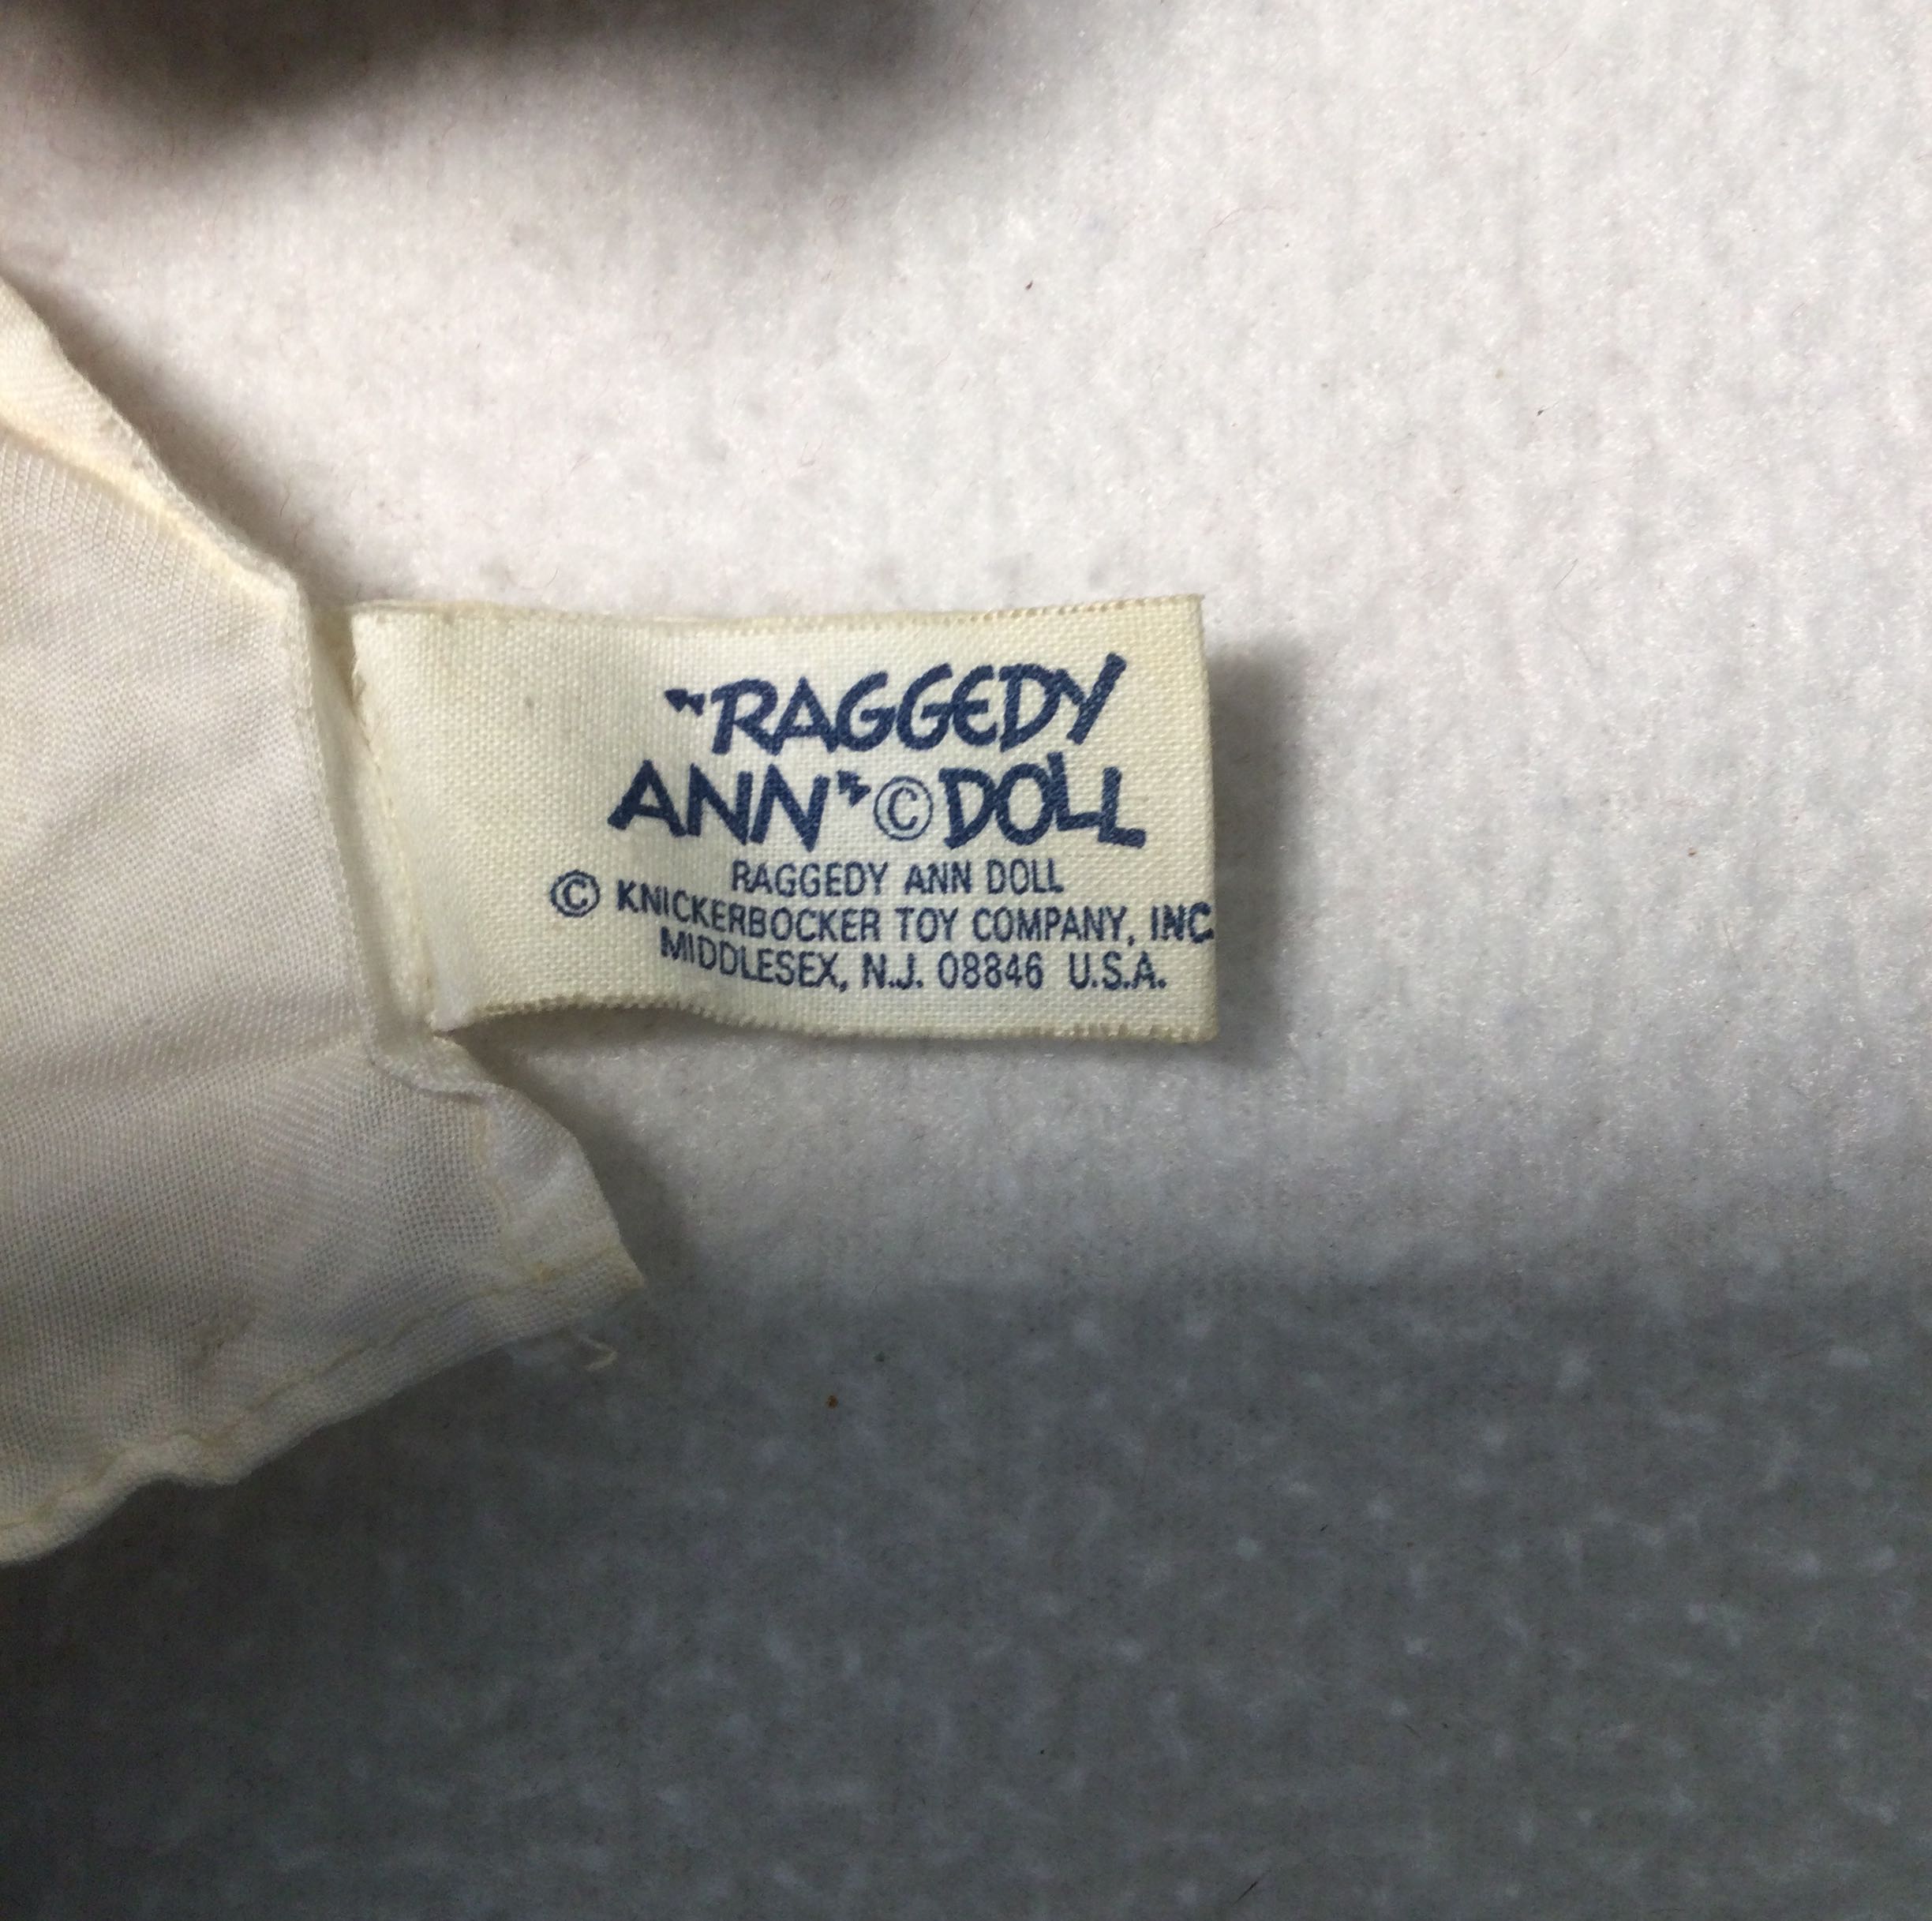 "RAGGEDY
ANN"©DOLL
RAGGEDY ANN DOLL
© KNICKERBOCKER TOY COMPANY, INC.
MIDDLESEX, N.J. 08846 U.S.A.